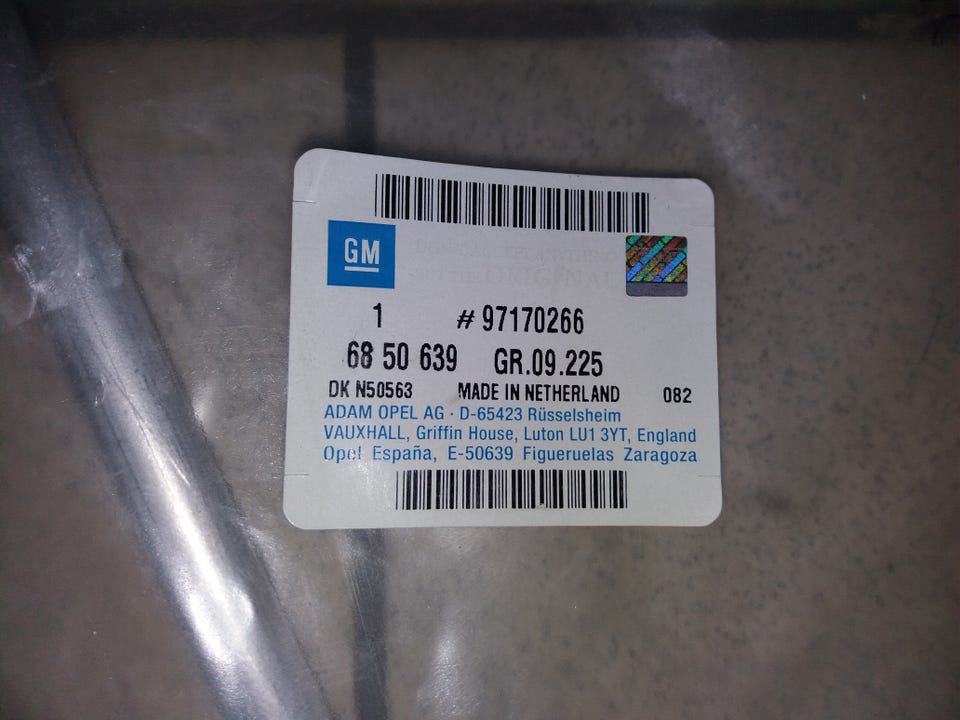 GM
1 # 97170266
68 50 639 GR.09.225
DK N50563 MADE IN NETHERLAND 082
ADAM OPEL AG · D-65423 Rüsselsheim
VAUXHALL, Griffin House, Luton LU1 3YT, England
Opel España, E-50639 Figueruelas Zaragoza